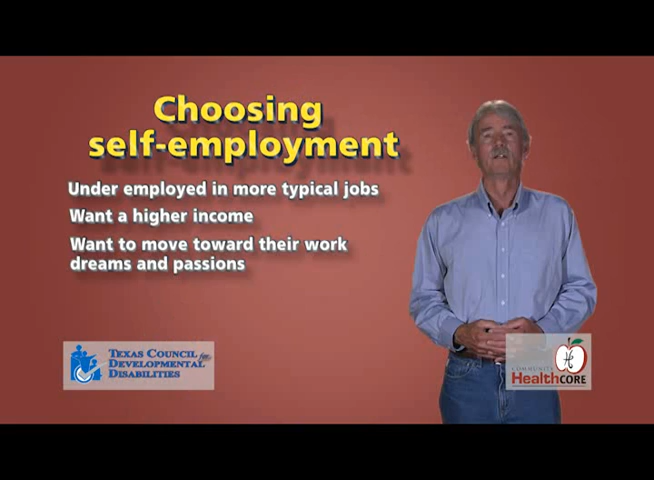 Choosing
self-employment
Under employed in more typical jobs
Want a higher income
Want to move toward their work
dreams and passions
TEXAS COUNCIL for
DEVELOPMENTAL
DISABILITIES
COMMUNITY
HealthCORE